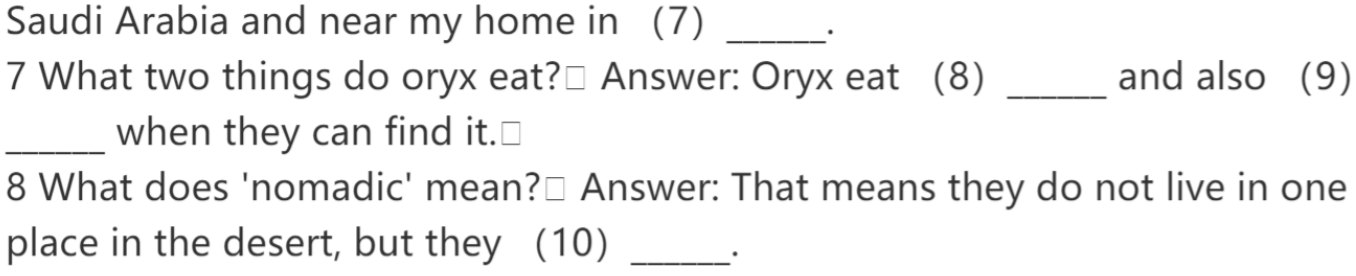 Saudi Arabia and near my home in （7）______.
7 What two things do oryx eat?□ Answer: Oryx eat （8）______ and also （9）
______ when they can find it.□
8 What does 'nomadic' mean?□ Answer: That means they do not live in one
place in the desert, but they （10）______.